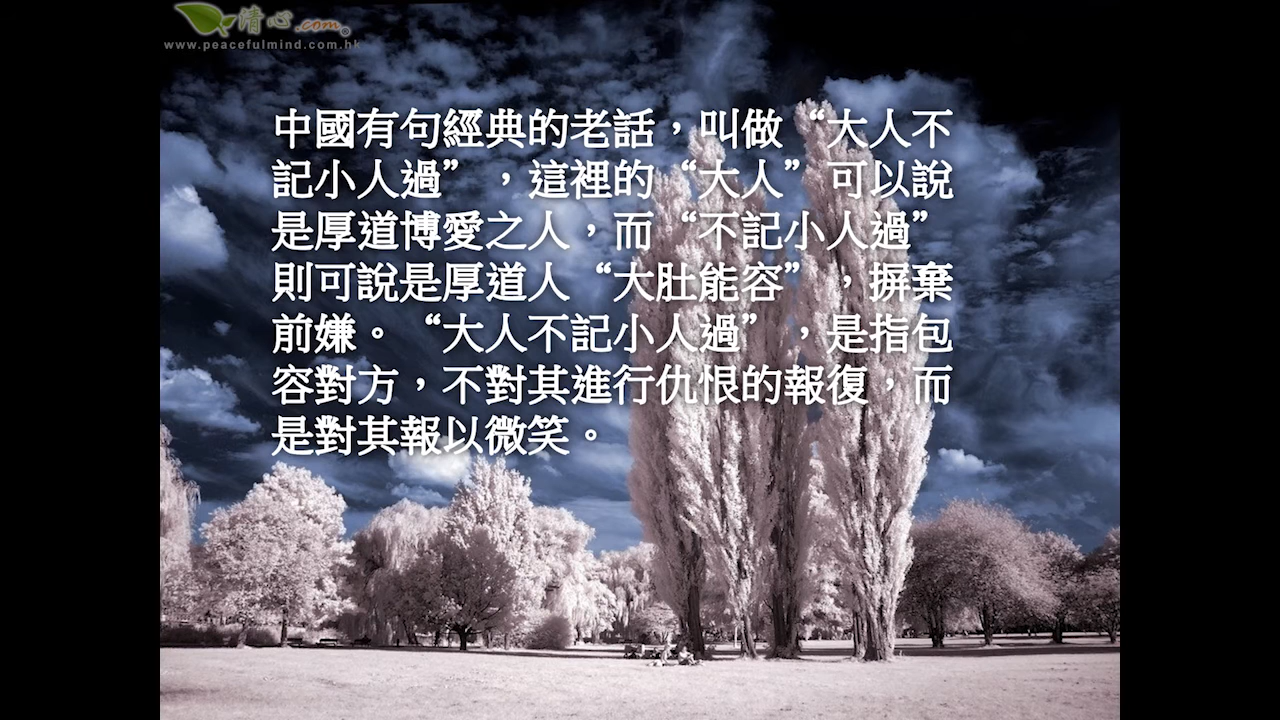 清心.com®
www.peacefulmind.com.hk
中國有句經典的老話，叫做“大人不
記小人過”，這裡的“大人”可以說
是厚道博愛之人，而“不記小人過”
則可說是厚道人“大肚能容”，摒棄
前嫌。“大人不記小人過”，是指包
容對方，不對其進行仇恨的報復，而
是對其報以微笑。